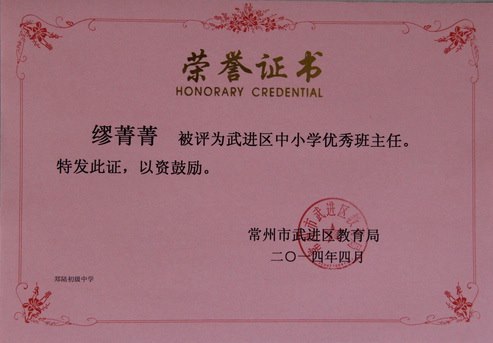 荣誉证书
HONORARY CREDENTIAL
缪菁菁 被评为武进区中小学优秀班主任。
特发此证，以资鼓励。
常州市武进区教育局
二〇一四年四月
郑陆初级中学